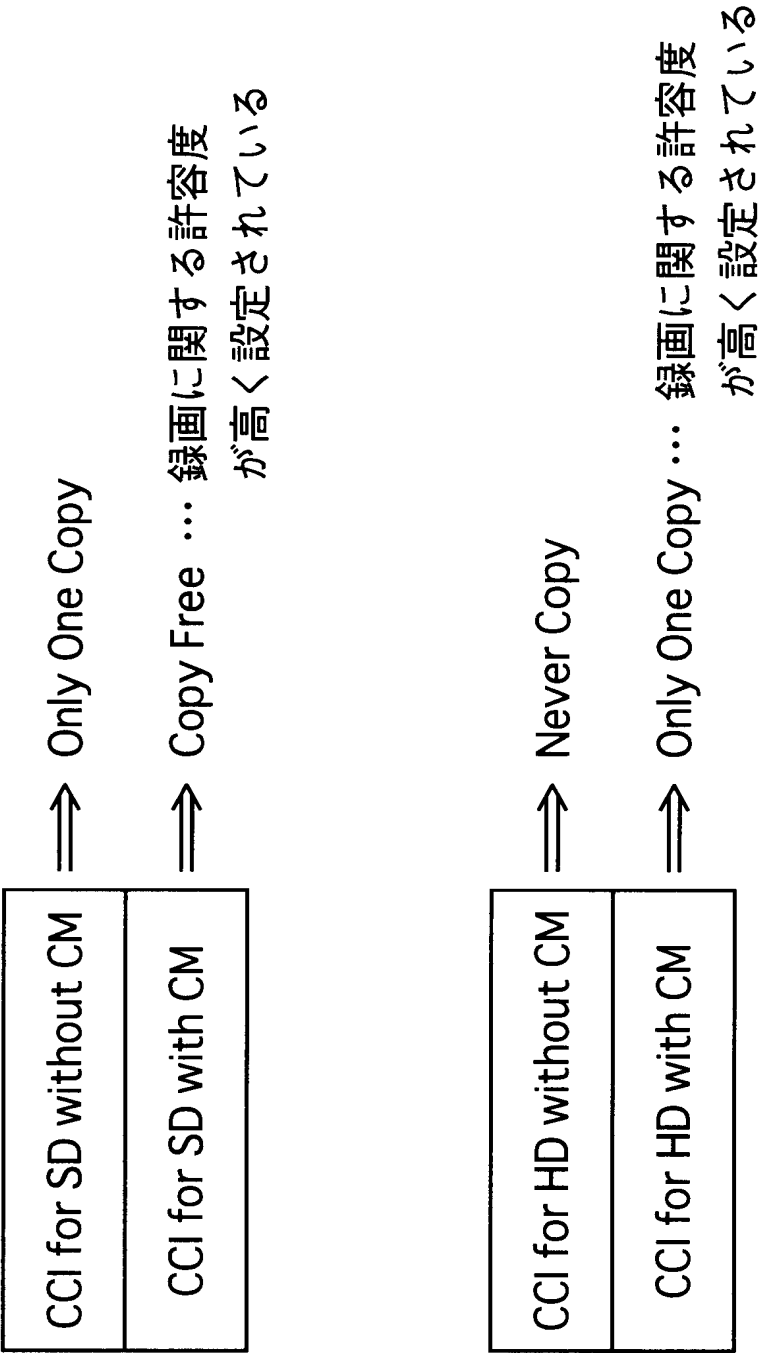 CCI for SD without CM ⇒ Only One Copy
CCI for SD with CM ⇒ Copy Free … 録画に関する許容度
が高く設定されている
CCI for HD without CM ⇒ Never Copy
CCI for HD with CM ⇒ Only One Copy … 録画に関する許容度
が高く設定されている